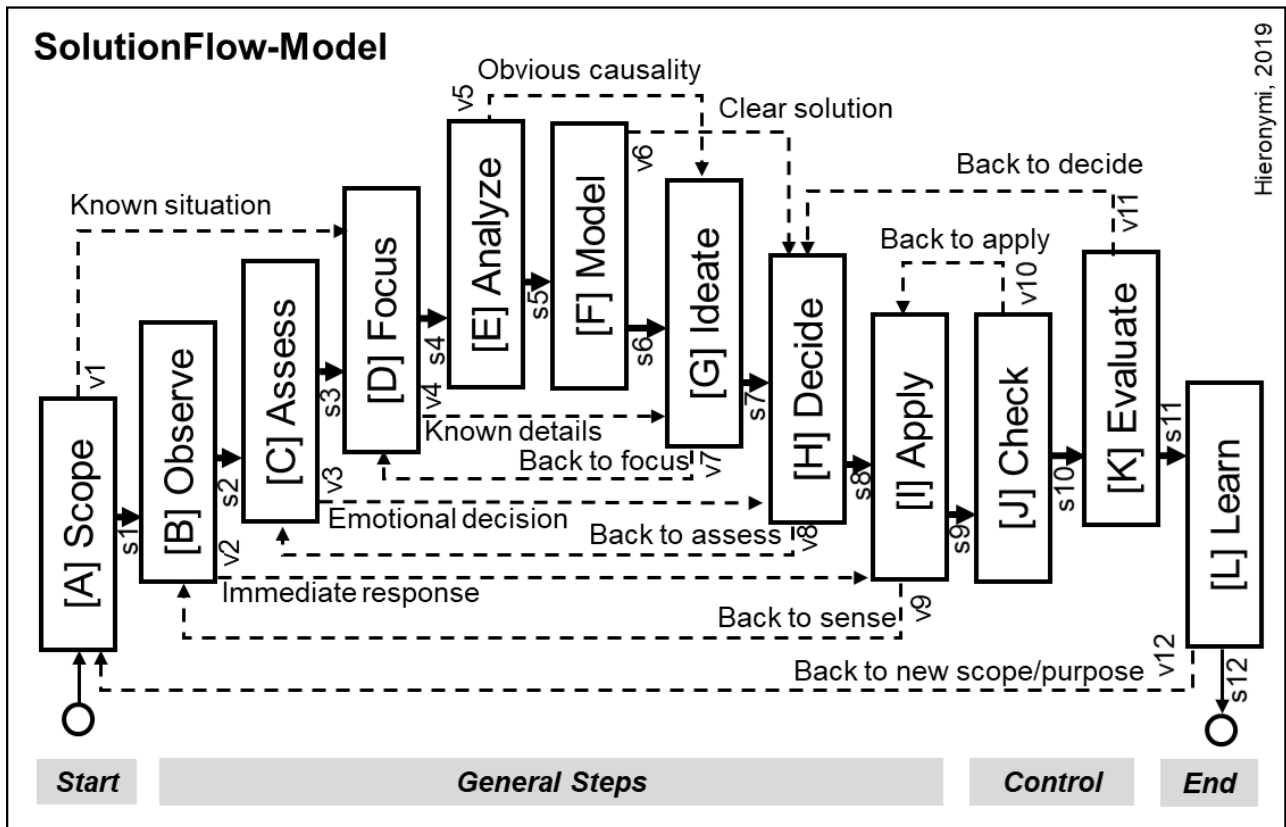 SolutionFlow-Model
Hieronymi, 2019
Obvious causality
v5
Clear solution
v6
Back to decide
v11
Known situation
v1
Back to apply
v10
[A] Scope
s1
[B] Observe
s2
v2
[C] Assess
s3
v3
[D] Focus
s4
v4
[E] Analyze
s5
[F] Model
s6
[G] Ideate
s7
v7
[H] Decide
s8
v8
[I] Apply
s9
v9
[J] Check
s10
[K] Evaluate
s11
[L] Learn
v12
s12
Known details
Back to focus
Emotional decision
Back to assess
Immediate response
Back to sense
Back to new scope/purpose
Start
General Steps
Control
End